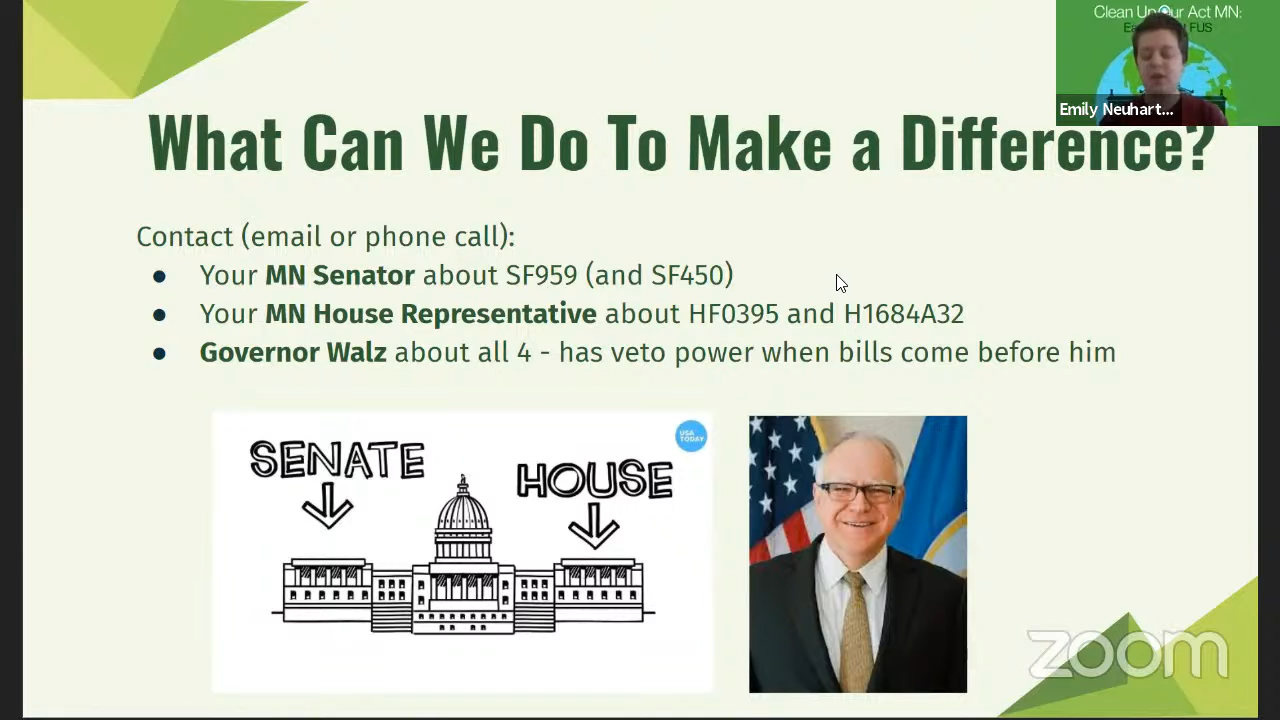 Clean Up Our Act MN:
FUS
Emily Neuhart...
What Can We Do To Make a Difference?
Contact (email or phone call):
● Your MN Senator about SF959 (and SF450)
● Your MN House Representative about HF0395 and H1684A32
● Governor Walz about all 4 - has veto power when bills come before him
USA TODAY
SENATE
HOUSE
zoom